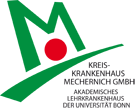 KREIS-
KRANKENHAUS
MECHERNICH GMBH
AKADEMISCHES
LEHRKRANKENHAUS
DER UNIVERSITÄT BONN